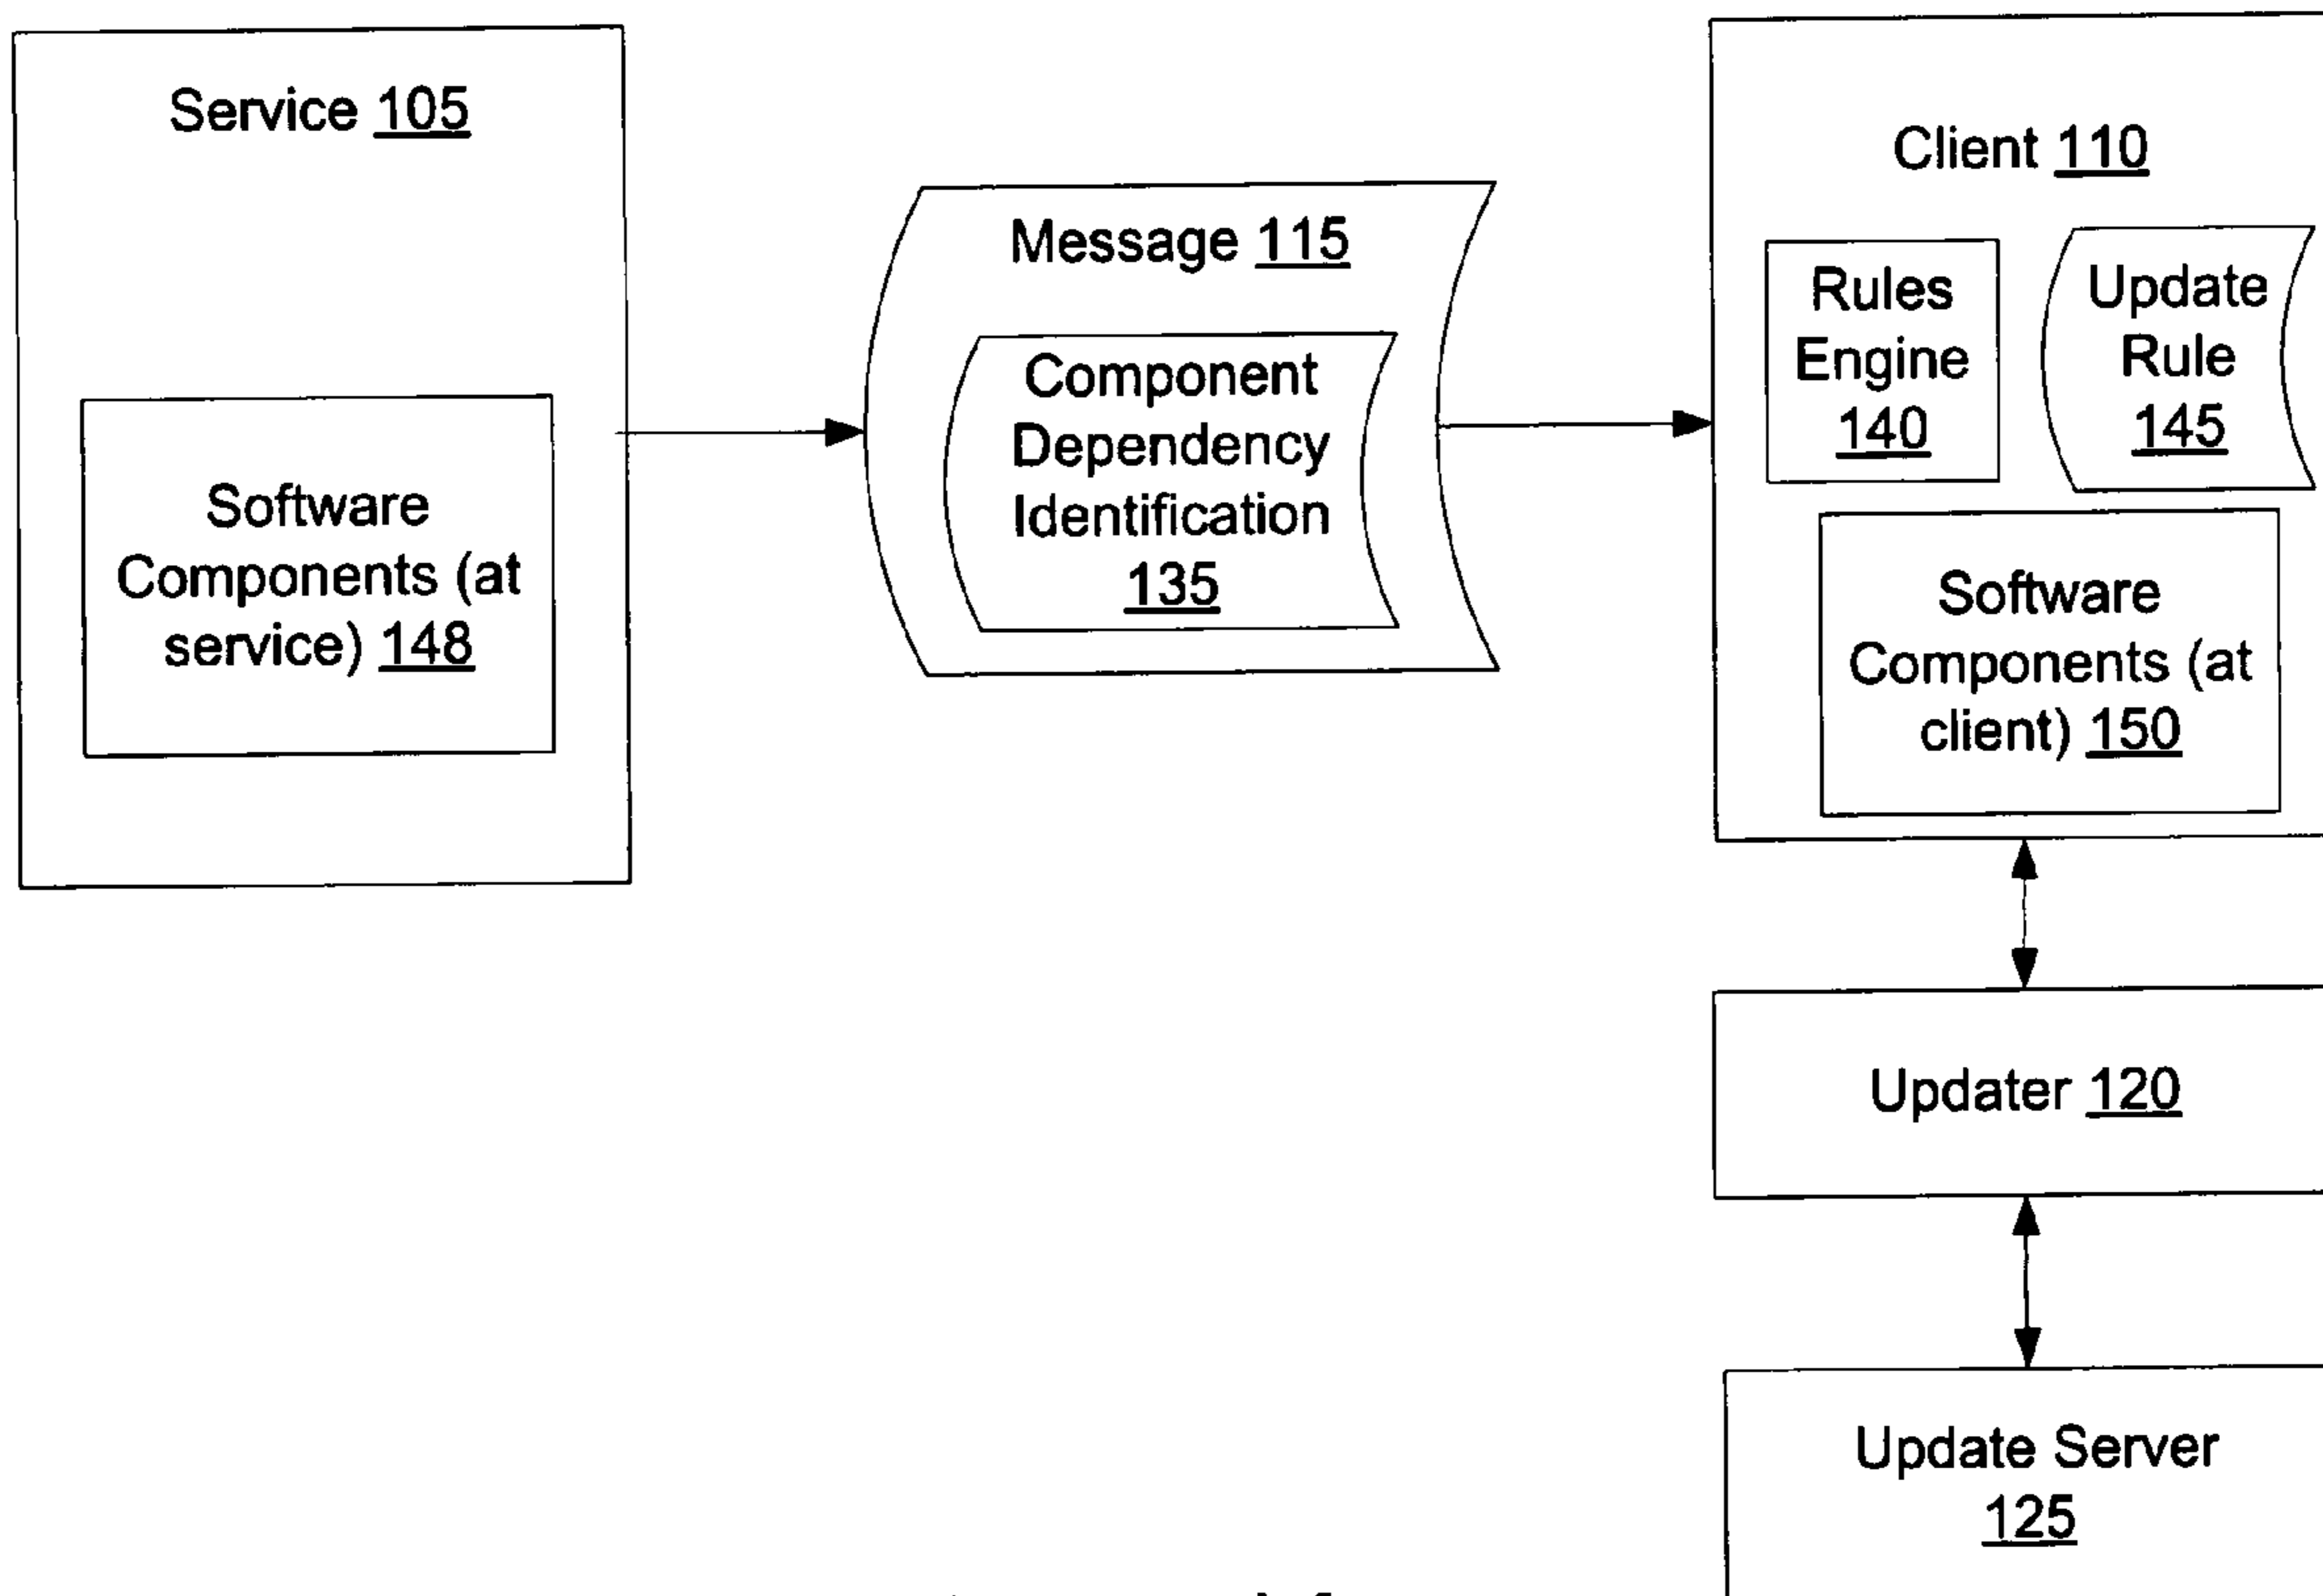 Service 105
Software
Components (at
service) 148
Message 115
Component
Dependency
Identification
135
Client 110
Rules
Engine
140
Update
Rule
145
Software
Components (at
client) 150
Updater 120
Update Server
125